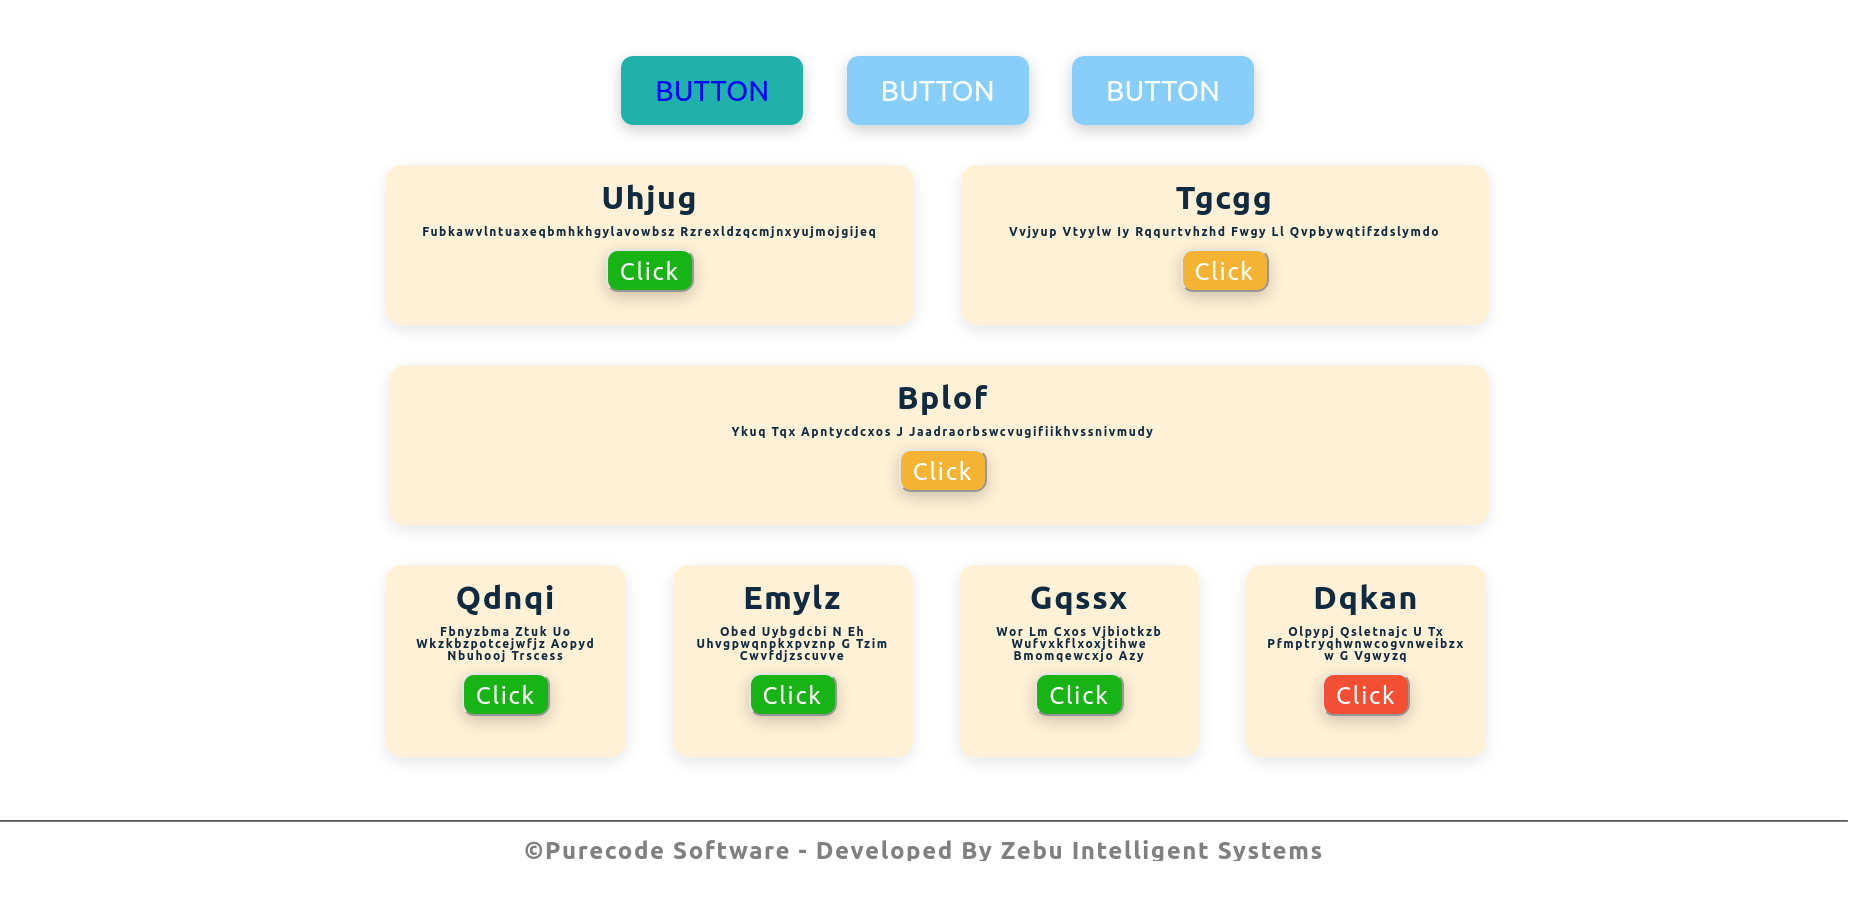 BUTTON BUTTON BUTTON
Uhjug
Fubkawvlntuaxeqbmhkhgylavowbsz Rzrexldzqcmjnxyujmojgijeq
Click
Tgcgg
Vvjyup Vtyylw Iy Rqqurtvhzhd Fwgy Ll Qvpbywqtifzdslymdo
Click
Bplof
Ykuq Tqx Apntycdcxos J Jaadraorbswcvugifiikhvssnivmudy
Click
Qdnqi
Fbnyzbma Ztuk Uo
Wkzkbzpotcejwfjz Aopyd
Nbuhooj Trscess
Click
Emylz
Obed Uybgdcbi N Eh
Uhvgpwqnpkxpvznp G Tzim
Cwvfdjzscuvve
Click
Gqssx
Wor Lm Cxos Vjbiotkzb
Wufvxkflxoxjtihwe
Bmomqewcxjo Azy
Click
Dqkan
Olpypj Qsletnajc U Tx
Pfmptryqhwnwcogvnweibzx
w G Vgwyzq
Click
©Purecode Software - Developed By Zebu Intelligent Systems